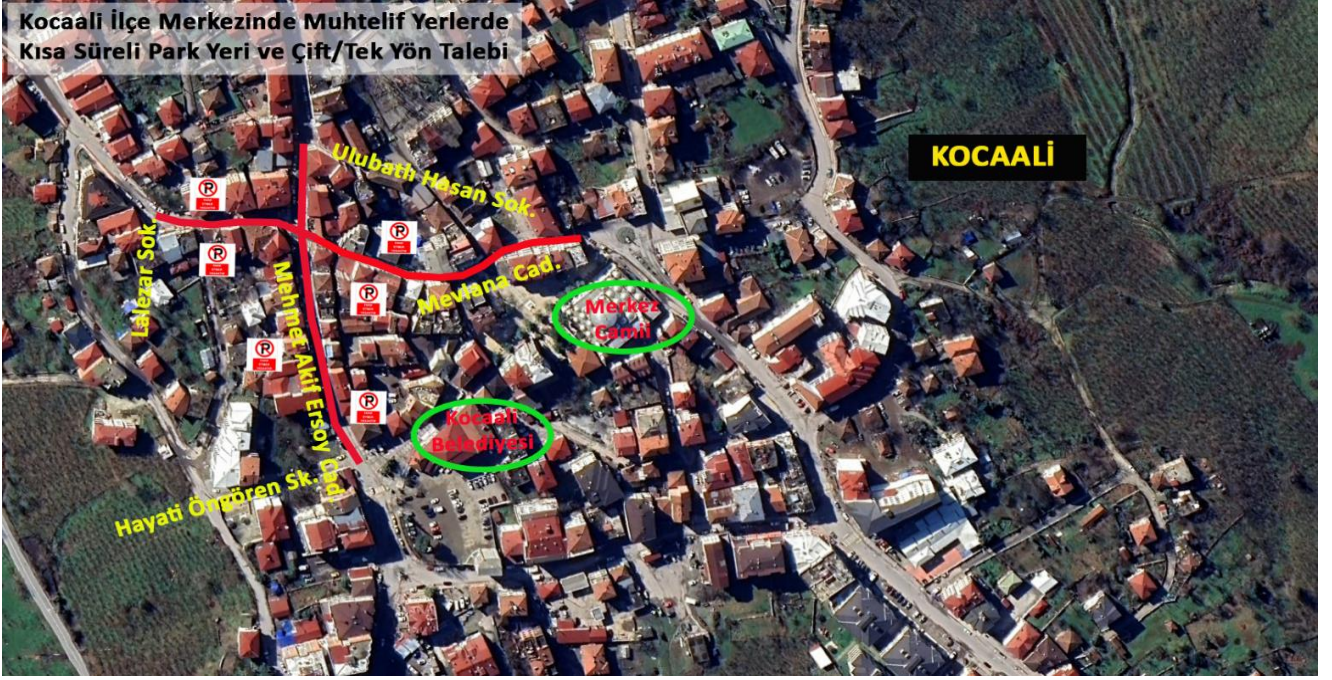 Kocaali İlçe Merkezinde Muhtelif Yerlerde
Kısa Süreli Park Yeri ve Çift/Tek Yön Talebi
KOCAALİ
Ulubatlı Hasan Sok.
Lalezar Sok.
Mevlana Cad.
Mehmet Akif Ersoy Cad.
Merkez
Camii
Kocaali
Belediyesi
Hayati Öngören Sk.